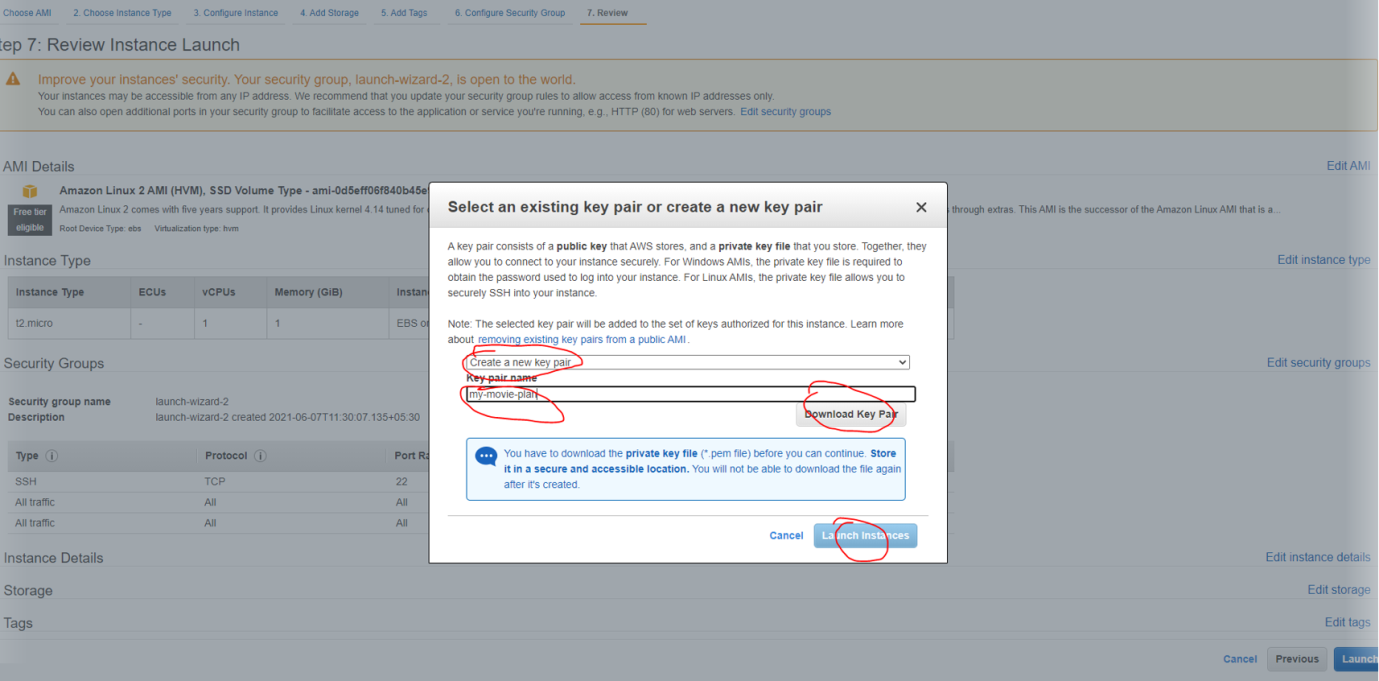 Choose AMI 2. Choose Instance Type 3. Configure Instance 4. Add Storage 5. Add Tags 6. Configure Security Group 7. Review
tep 7: Review Instance Launch
Improve your instances' security. Your security group, launch-wizard-2, is open to the world.
Your instances may be accessible from any IP address. We recommend that you update your security group rules to allow access from known IP addresses only.
You can also open additional ports in your security group to facilitate access to the application or service you're running, e.g., HTTP (80) for web servers. Edit security groups
AMI Details Edit AMI
Amazon Linux 2 AMI (HVM), SSD Volume Type - ami-0d5eff06f840b45e
Free tier
eligible
Amazon Linux 2 comes with five years support. It provides Linux kernel 4.14 tuned for
through extras. This AMI is the successor of the Amazon Linux AMI that is a...
Root Device Type: ebs Virtualization type: hvm
Instance Type Edit instance type
Instance Type ECUs vCPUs Memory (GiB) Instan
t2.micro - 1 1 EBS
Security Groups Edit security groups
Security group name launch-wizard-2
Description launch-wizard-2 created 2021-06-07T11:30:07.135+05:30
Type Protocol Port Ra
SSH TCP 22
All traffic All All
All traffic All All
Instance Details Edit instance details
Storage Edit storage
Tags Edit tags
Cancel Previous Launch
Select an existing key pair or create a new key pair
A key pair consists of a public key that AWS stores, and a private key file that you store. Together, they
allow you to connect to your instance securely. For Windows AMIs, the private key file is required to
obtain the password used to log into your instance. For Linux AMIs, the private key file allows you to
securely SSH into your instance.
Note: The selected key pair will be added to the set of keys authorized for this instance. Learn more
about removing existing key pairs from a public AMI.
Create a new key pair
Key pair name
my-movie-plan
Download Key Pair
You have to download the private key file (*.pem file) before you can continue. Store
it in a secure and accessible location. You will not be able to download the file again
after it's created.
Cancel Launch Instances